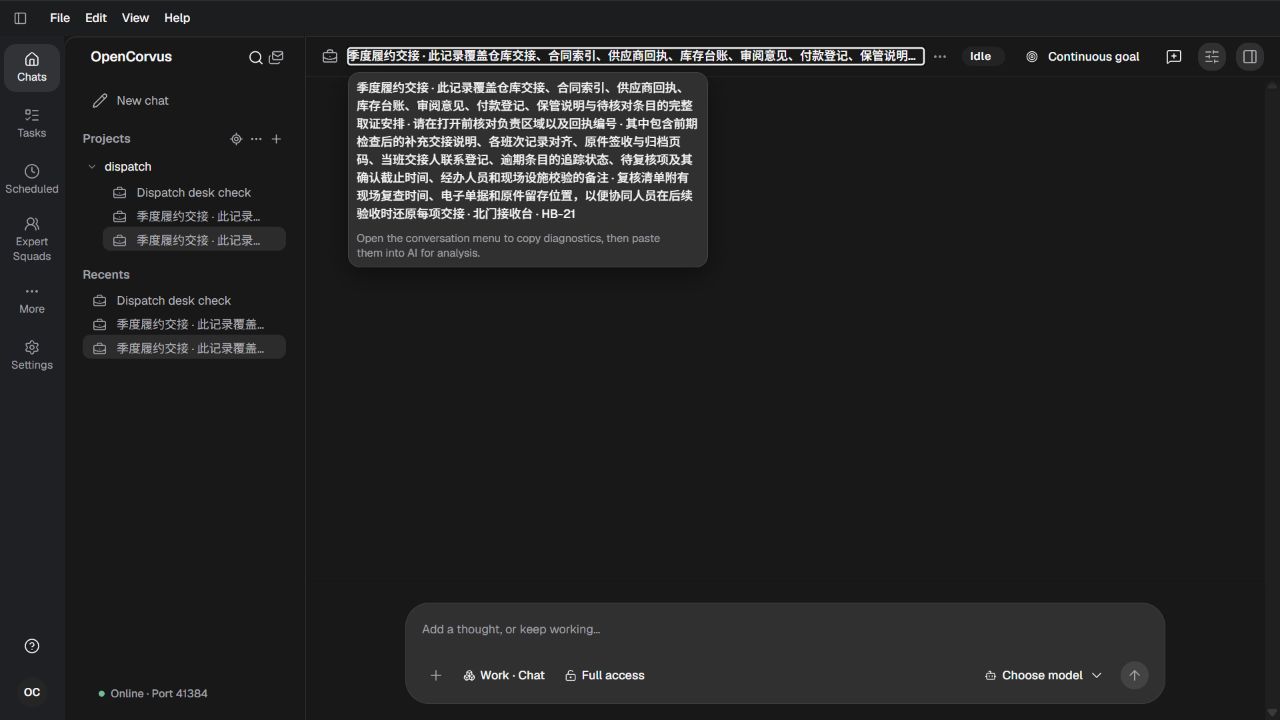 File Edit View Help
Chats
Tasks
Scheduled
Expert
Squads
More
Settings
OC
OpenCorvus
New chat
Projects
dispatch
Dispatch desk check
季度履约交接 · 此记录...
季度履约交接 · 此记录...
Recents
Dispatch desk check
季度履约交接 · 此记录覆盖...
季度履约交接 · 此记录覆盖...
Online · Port 41384
季度履约交接 · 此记录覆盖仓库交接、合同索引、供应商回执、库存台账、审阅意见、付款登记、保管说明...
Idle
Continuous goal
季度履约交接 · 此记录覆盖仓库交接、合同索引、供应商回执、
库存台账、审阅意见、付款登记、保管说明与待核对条目的完整
取证安排 · 请在打开前核对负责区域以及回执编号 · 其中包含前期
检查后的补充交接说明、各班次记录对齐、原件签收与归档页
码、当班交接人联系登记、逾期条目的追踪状态、待复核项及其
确认截止时间、经办人员和现场设施校验的备注 · 复核清单附有
现场复查时间、电子单据和原件留存位置，以便协同人员在后续
验收时还原每项交接 · 北门接收台 · HB-21
Open the conversation menu to copy diagnostics, then paste
them into AI for analysis.
Add a thought, or keep working...
Work · Chat
Full access
Choose model